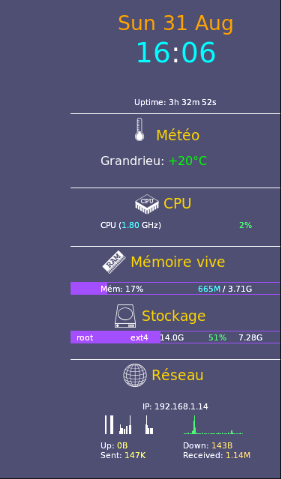 Sun 31 Aug
16:06
Uptime: 3h 32m 52s
Météo
Grandrieu: +20°C
CPU
CPU
CPU (1.80 GHz) 2%
RAM
Mémoire vive
Mém: 17% 665M / 3.71G
Stockage
root ext4 14.0G 51% 7.28G
Réseau
IP: 192.168.1.14
Up: 0B Down: 143B
Sent: 147K Received: 1.14M